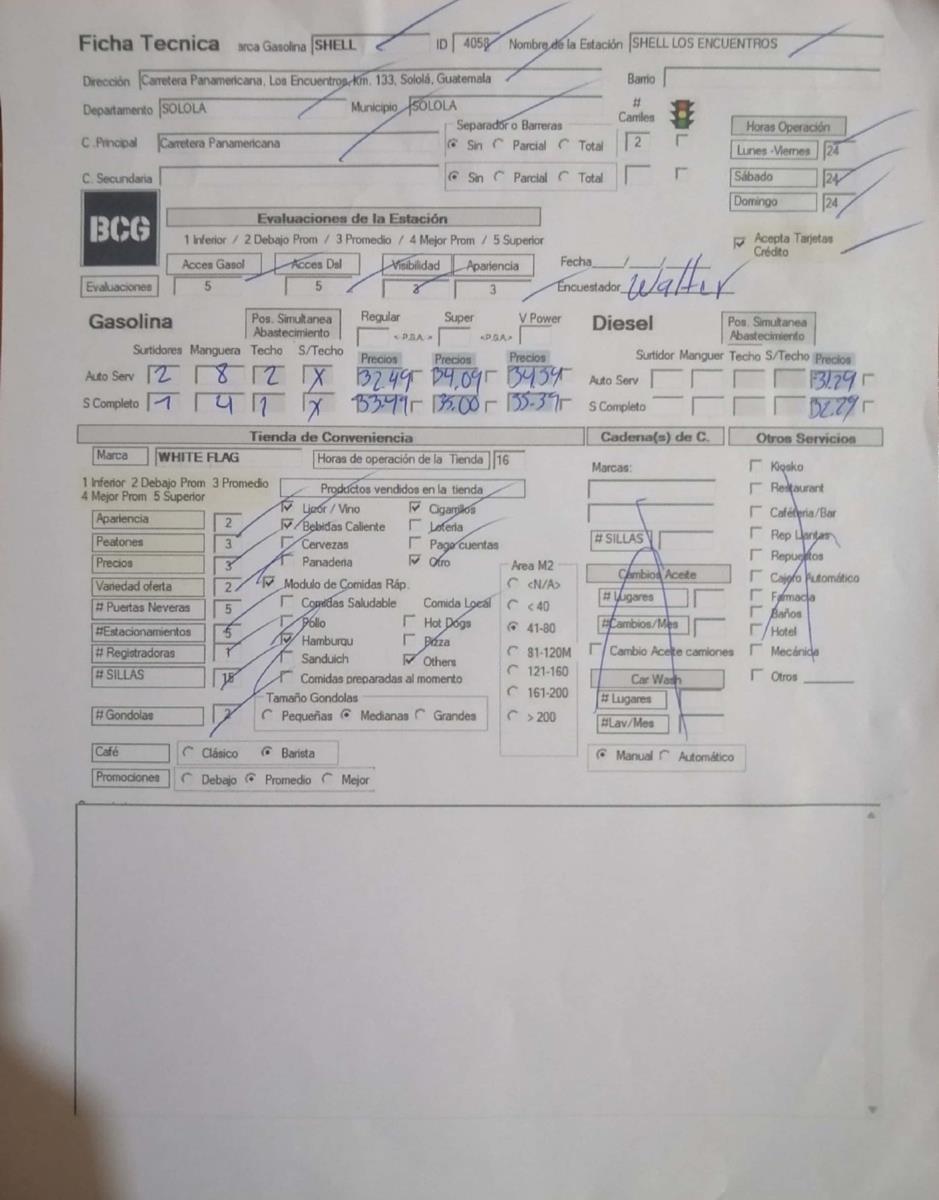 Ficha Tecnica arca Gasolina SHELL ID 4058 Nombre de la Estación SHELL LOS ENCUENTROS
Dirección Carretera Panamericana, Los Encuentros, km. 133, Sololá, Guatemala Barrio
Departamento SOLOLA Municipio SOLOLA # Carriles
Separador o Barreras
C .Principal Carretera Panamericana Sin Parcial Total 2
C. Secundaria Sin Parcial Total
Horas Operación
Lunes -Viernes 24
Sábado 24
Domingo 24
BCG
Evaluaciones de la Estación
1 Inferior / 2 Debajo Prom / 3 Promedio / 4 Mejor Prom / 5 Superior
Acepta Tarjetas Crédito
Acces Gasol Acces Dsl Visibilidad Apariencia Fecha___/___/___
Evaluaciones 5 5 3 3 Encuestador Walter
Gasolina Pos. Simultanea Abastecimiento Regular Super V Power
< P.S.A. > <P.S.A>
Surtidores Manguera Techo S/Techo Precios Precios Precios
Auto Serv 2 8 2 X 32.49 34.09 34.59
S Completo 1 4 1 X 33.49 35.00 35.39
Diesel Pos. Simultanea Abastecimiento
Surtidor Manguer Techo S/Techo Precios
Auto Serv 31.29
S Completo 32.29
Tienda de Conveniencia
Marca WHITE FLAG Horas de operación de la Tienda 16
1 Inferior 2 Debajo Prom 3 Promedio
4 Mejor Prom 5 Superior
Apariencia 2
Peatones 3
Precios 3
Variedad oferta 2
# Puertas Neveras 5
#Estacionamientos 5
# Registradoras 1
# SILLAS 15
# Gondolas 2
Productos vendidos en la tienda
Licor / Vino Cigarrillos
Bebidas Caliente Loteria
Cervezas Pago cuentas
Panaderia Otro
Modulo de Comidas Ráp.
Comidas Saludable Comida Local
Pollo Hot Dogs
Hamburqu Pizza
Sanduich Others
Comidas preparadas al momento
Tamaño Gondolas
Pequeñas Medianas Grandes
Area M2
<N/A>
< 40
41-80
81-120M
121-160
161-200
> 200
Café Clásico Barista
Promociones Debajo Promedio Mejor
Cadena(s) de C.
Marcas:
# SILLAS
Cambios Aceite
# Lugares
#Cambios/Mes
Cambio Aceite camiones
Car Wash
# Lugares
#Lav/Mes
Manual Automático
Otros Servicios
Kiosko
Restaurant
Caféteria/Bar
Rep Llantas
Repuestos
Cajero Automático
Farmacia
Baños
Hotel
Mecánica
Otros